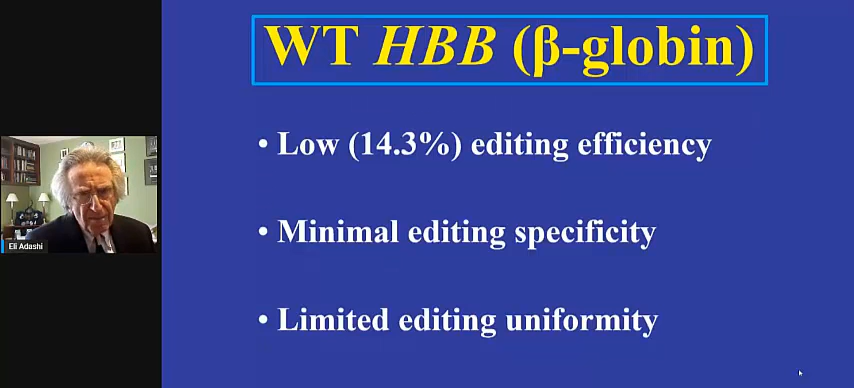 WT HBB (β-globin)
• Low (14.3%) editing efficiency
• Minimal editing specificity
• Limited editing uniformity
Eli Adashi